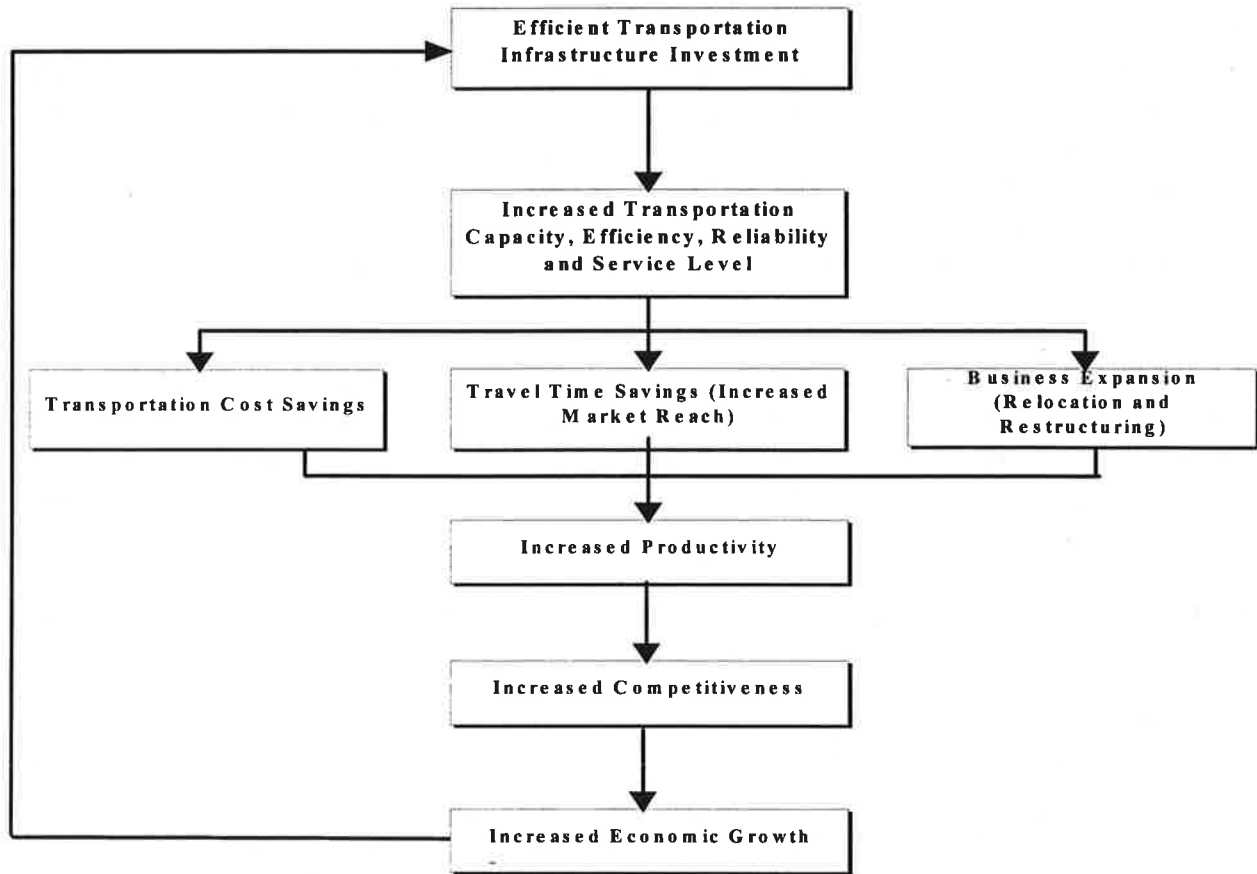 Efficient Transportation
Infrastructure Investment
Increased Transportation
Capacity, Efficiency, Reliability
and Service Level
Transportation Cost Savings
Travel Time Savings (Increased
Market Reach)
Business Expansion
(Relocation and
Restructuring)
Increased Productivity
Increased Competitiveness
Increased Economic Growth